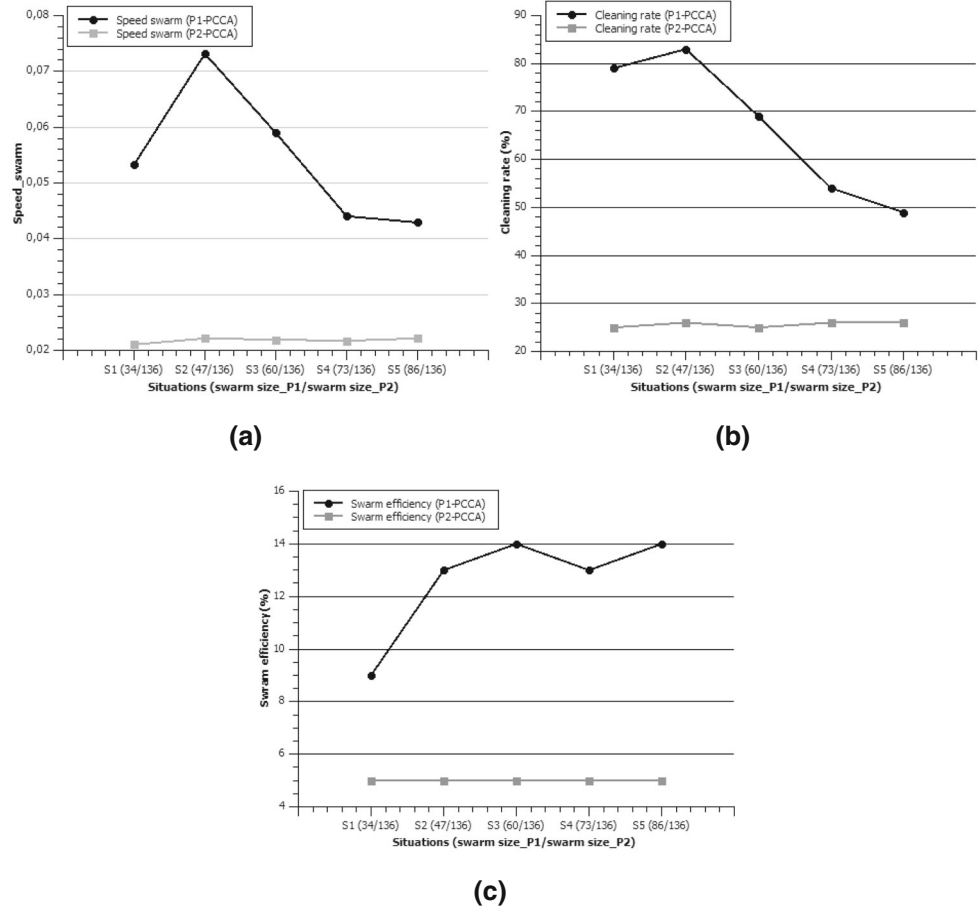 Speed swarm (P1-PCCA)
Speed swarm (P2-PCCA)
0,08
0,07
0,06
0,05
0,04
0,03
0,02
Speed_swarm
S1 (34/136) S2 (47/136) S3 (60/136) S4 (73/136) S5 (86/136)
Situations (swarm size_P1/swarm size_P2)
(a)
Cleaning rate (P1-PCCA)
Cleaning rate (P2-PCCA)
90
80
70
60
50
40
30
20
Cleaning rate (%)
S1 (34/136) S2 (47/136) S3 (60/136) S4 (73/136) S5 (86/136)
Situations (swarm size_P1/swarm size_P2)
(b)
Swarm efficiency (P1-PCCA)
Swarm efficiency (P2-PCCA)
16
14
12
10
8
6
4
Swram efficiency (%)
S1 (34/136) S2 (47/136) S3 (60/136) S4 (73/136) S5 (86/136)
Situations (swarm size_P1/swarm size_P2)
(c)